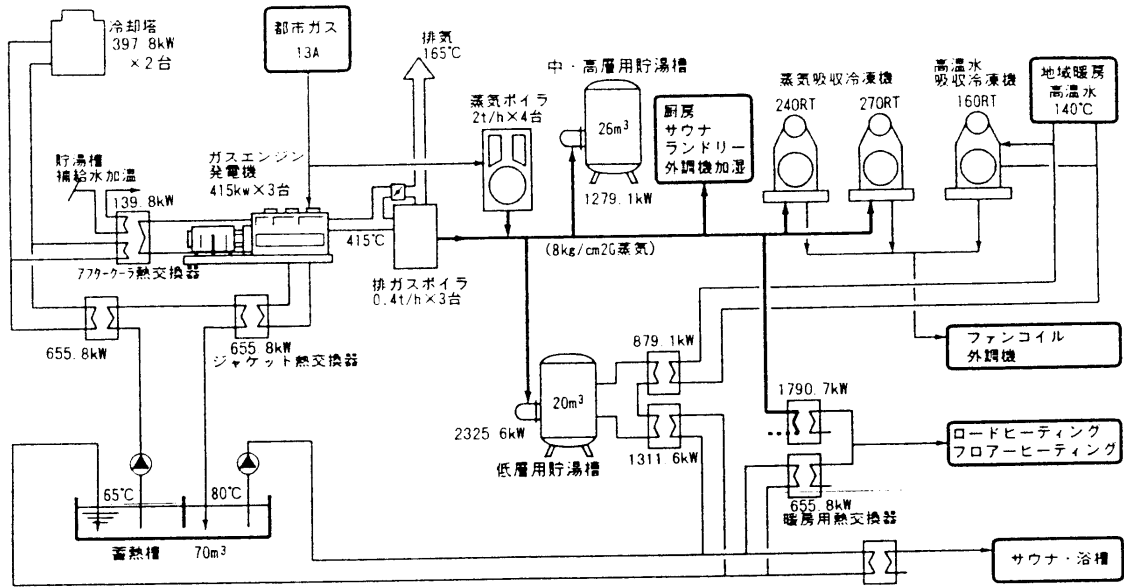 冷却塔
397.8kW
×2台
都市ガス
13A
排気
165℃
蒸気ボイラ
2t/h×4台
中・高層用貯湯槽
26m³
1279.1kW
厨房
サウナ
ランドリー
外調機加湿
蒸気吸収冷凍機
240RT
270RT
高温水
吸収冷凍機
160RT
地域暖房
高温水
140℃
貯湯槽
補給水加温
139.8kW
ガスエンジン
発電機
415kw×3台
415℃
アフタークーラ熱交換器
排ガスボイラ
0.4t/h×3台
(8kg/cm2G蒸気)
655.8kW
655.8kW
ジャケット熱交換器
879.1kW
ファンコイル
外調機
20m³
2325.6kW
低層用貯湯槽
1311.6kW
1790.7kW
ロードヒーティング
フロアーヒーティング
655.8kW
暖房用熱交換器
65℃
80℃
蓄熱槽
70m³
サウナ・浴槽